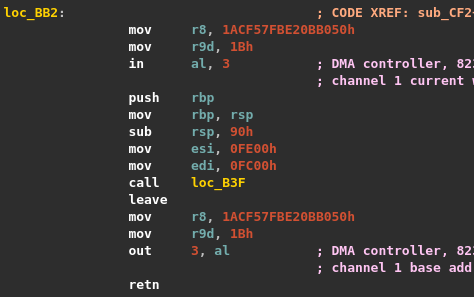 loc_BB2: ; CODE XREF: sub_CF2
mov r8, 1ACF57FBE20BB050h
mov r9d, 1Bh
in al, 3 ; DMA controller, 82
; channel 1 current
push rbp
mov rbp, rsp
sub rsp, 90h
mov esi, 0FE00h
mov edi, 0FC00h
call loc_B3F
leave
mov r8, 1ACF57FBE20BB050h
mov r9d, 1Bh
out 3, al ; DMA controller, 82
; channel 1 base add
retn